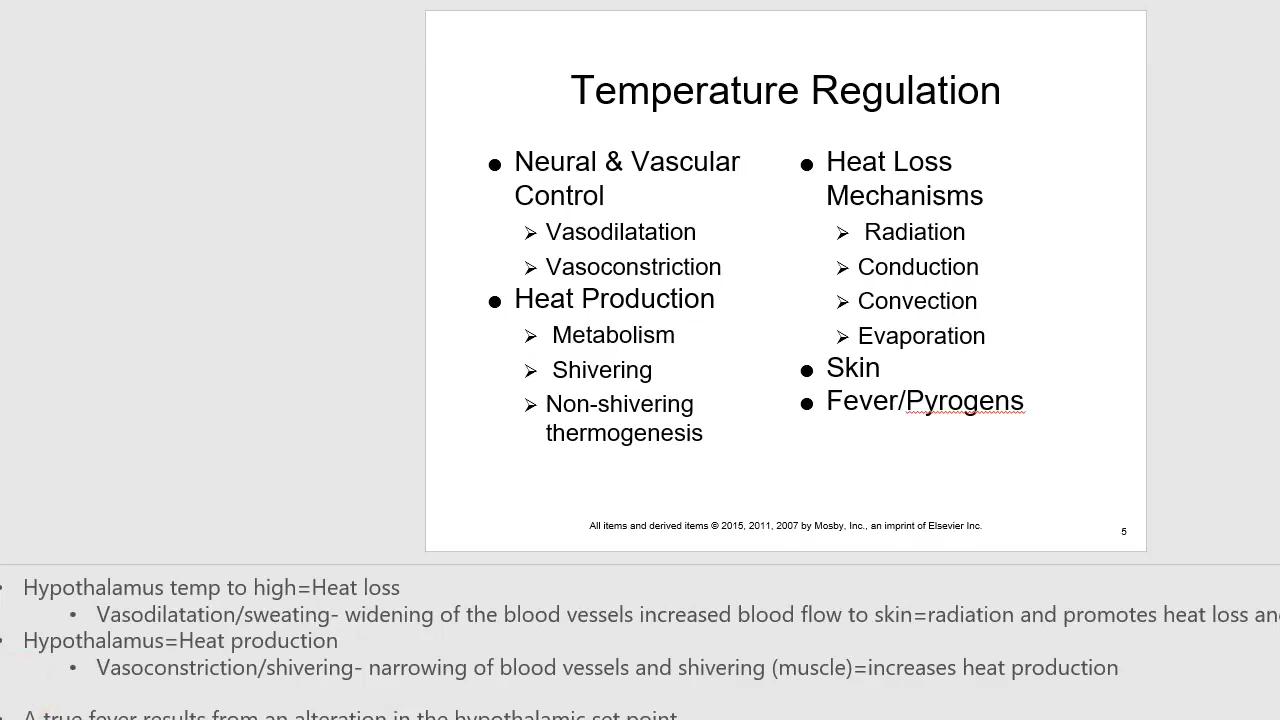 Temperature Regulation
● Neural & Vascular
Control
➢ Vasodilatation
➢ Vasoconstriction
● Heat Production
➢ Metabolism
➢ Shivering
➢ Non-shivering
thermogenesis
● Heat Loss
Mechanisms
➢ Radiation
➢ Conduction
➢ Convection
➢ Evaporation
● Skin
● Fever/Pyrogens
All items and derived items © 2015, 2011, 2007 by Mosby, Inc., an imprint of Elsevier Inc.
5
• Hypothalamus temp to high=Heat loss
• Vasodilatation/sweating- widening of the blood vessels increased blood flow to skin=radiation and promotes heat loss an
• Hypothalamus=Heat production
• Vasoconstriction/shivering- narrowing of blood vessels and shivering (muscle)=increases heat production
• A true fever results from an alteration in the hypothalamic set point